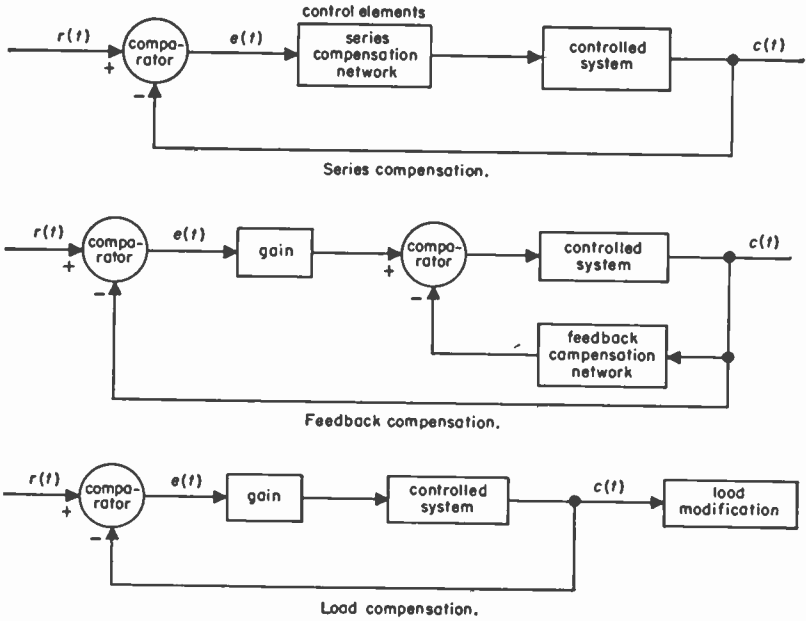 control elements
r(t)
compa-
rator
+
−
e(t)
series
compensation
network
controlled
system
c(t)
Series compensation.
r(t)
compa-
rator
+
−
e(t)
gain
+
compa-
rator
−
controlled
system
c(t)
feedback
campensation
network
Feedback compensation.
r(t)
compa-
rator
+
−
e(t)
gain
controlled
system
c(t)
load
modification
Load compensation.